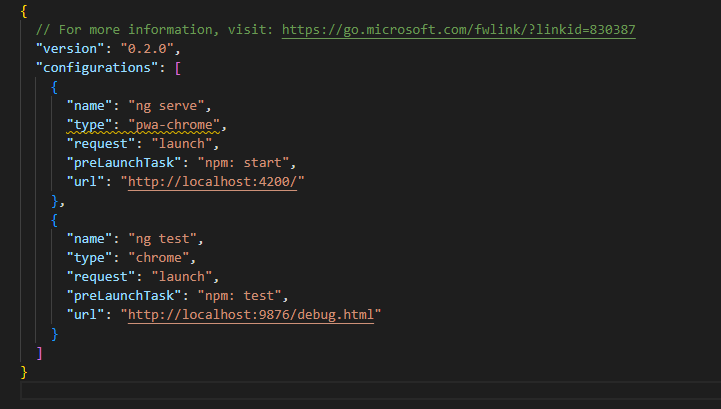 {
// For more information, visit: https://go.microsoft.com/fwlink/?linkid=830387
"version": "0.2.0",
"configurations": [
{
"name": "ng serve",
"type": "pwa-chrome",
"request": "launch",
"preLaunchTask": "npm: start",
"url": "http://localhost:4200/"
},
{
"name": "ng test",
"type": "chrome",
"request": "launch",
"preLaunchTask": "npm: test",
"url": "http://localhost:9876/debug.html"
}
]
}